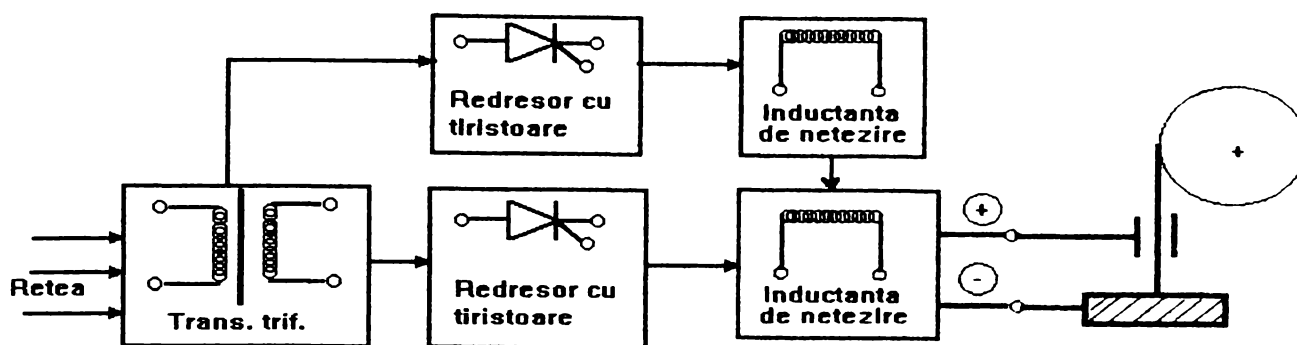 Redresor cu
tiristoare
Inductanta
de netezire
+
+
-
Retea
Trans. trif.
Redresor cu
tiristoare
Inductanta
de netezire